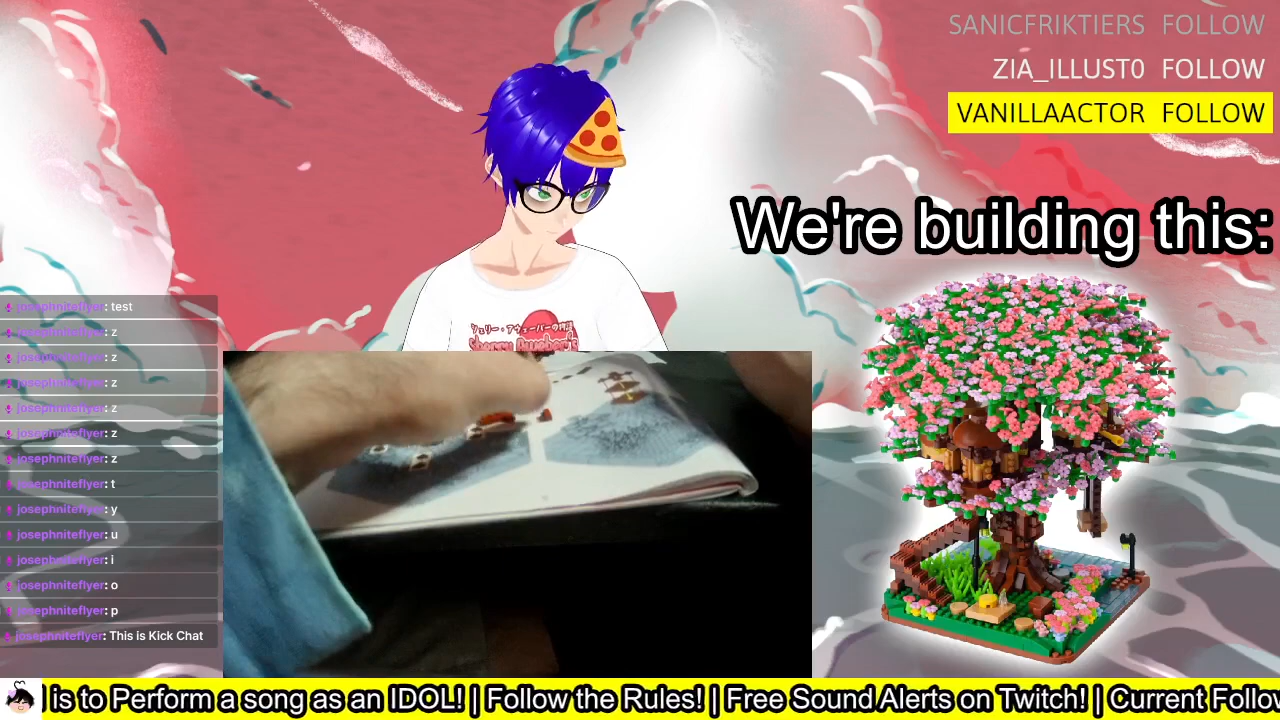 SANICFRIKTIERS FOLLOW
ZIA_ILLUST0 FOLLOW
VANILLAACTOR FOLLOW
We're building this:
josephniteflyer: test
josephniteflyer: z
josephniteflyer: z
josephniteflyer: z
josephniteflyer: z
josephniteflyer: z
josephniteflyer: z
josephniteflyer: t
josephniteflyer: y
josephniteflyer: u
josephniteflyer: i
josephniteflyer: o
josephniteflyer: p
josephniteflyer: This is Kick Chat
is to Perform a song as an IDOL! | Follow the Rules! | Free Sound Alerts on Twitch! | Current Follow